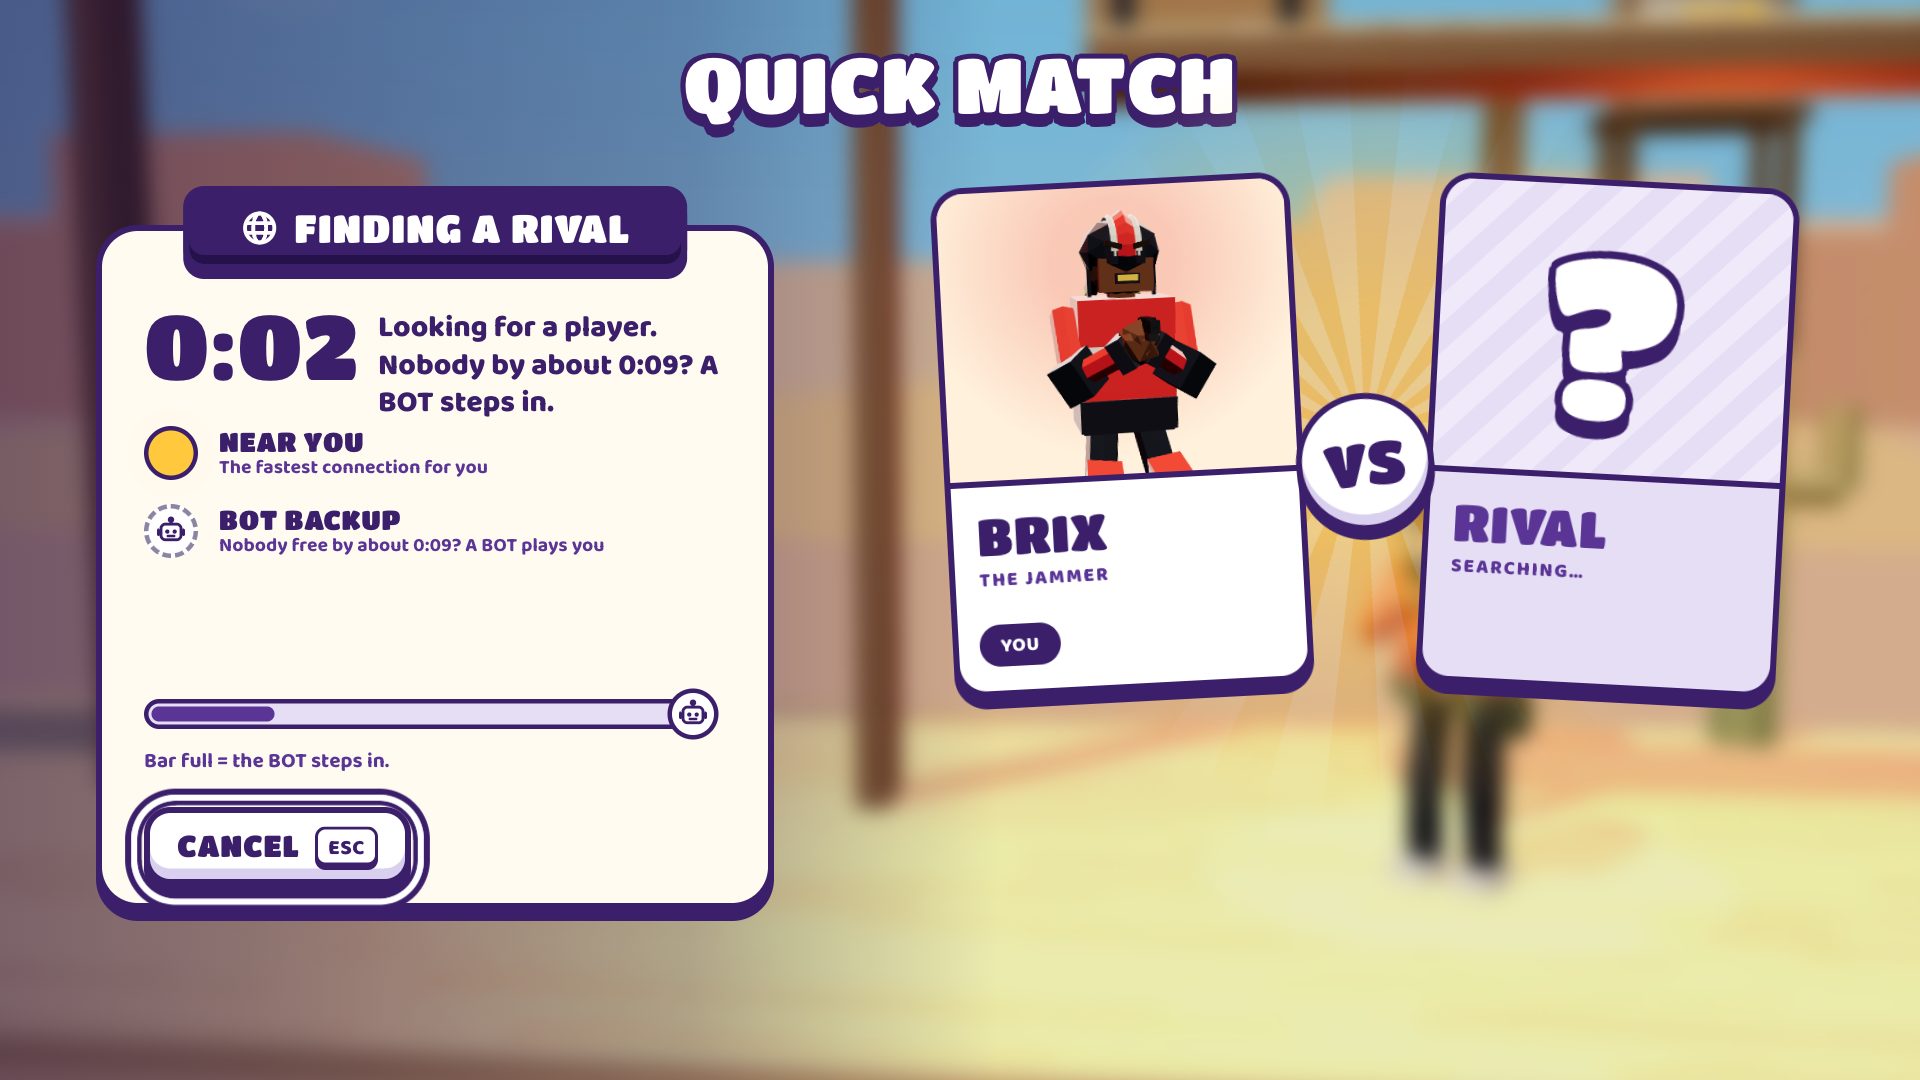 QUICK MATCH
FINDING A RIVAL
0:02
Looking for a player.
Nobody by about 0:09? A
BOT steps in.
NEAR YOU
The fastest connection for you
BOT BACKUP
Nobody free by about 0:09? A BOT plays you
Bar full = the BOT steps in.
CANCEL ESC
BRIX
THE JAMMER
YOU
VS
?
RIVAL
SEARCHING...